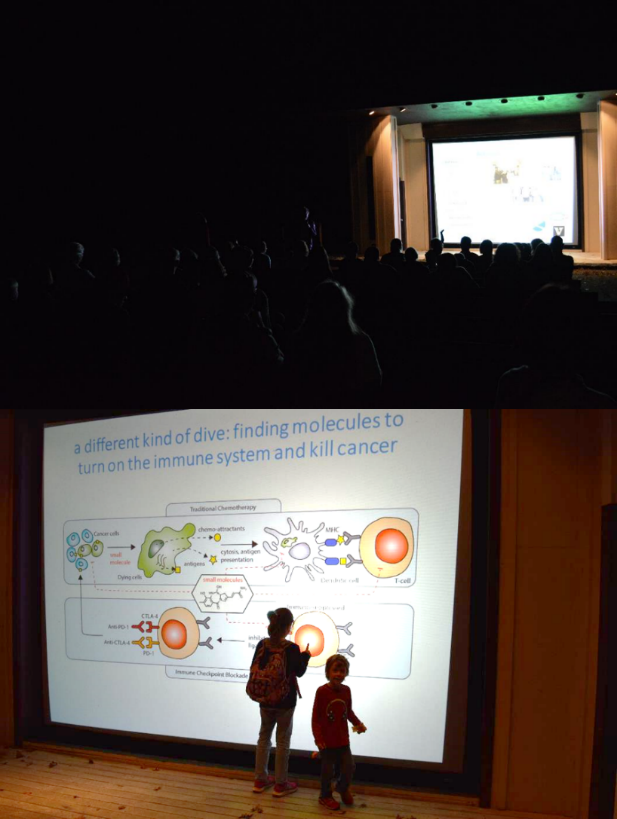 a different kind of dive: finding molecules to
turn on the immune system and kill cancer
Traditional Chemotherapy
Cancer cells
small
molecule
Dying cells
chemo-attractants
antigens
cytosis, antigen
presentation
MHC
Dendritic cell
T-cell
small molecules
CTLA-4
Anti-PD-1
Anti-CTLA-4
PD-1
Immune Checkpoint Blockade